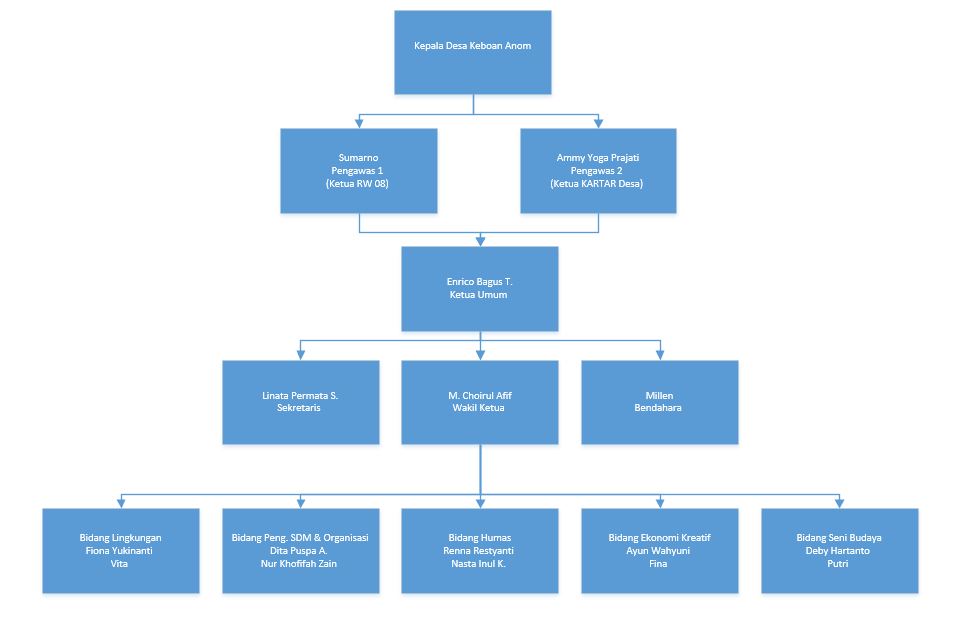 Kepala Desa Keboan Anom
Sumarno
Pengawas 1
(Ketua RW 08)
Ammy Yoga Prajati
Pengawas 2
(Ketua KARTAR Desa)
Enrico Bagus T.
Ketua Umum
Linata Permata S.
Sekretaris
M. Choirul Afif
Wakil Ketua
Millen
Bendahara
Bidang Lingkungan
Fiona Yukinanti
Vita
Bidang Peng. SDM & Organisasi
Dita Puspa A.
Nur Khofifah Zain
Bidang Humas
Renna Restyanti
Nasta Inul K.
Bidang Ekonomi Kreatif
Ayun Wahyuni
Fina
Bidang Seni Budaya
Deby Hartanto
Putri